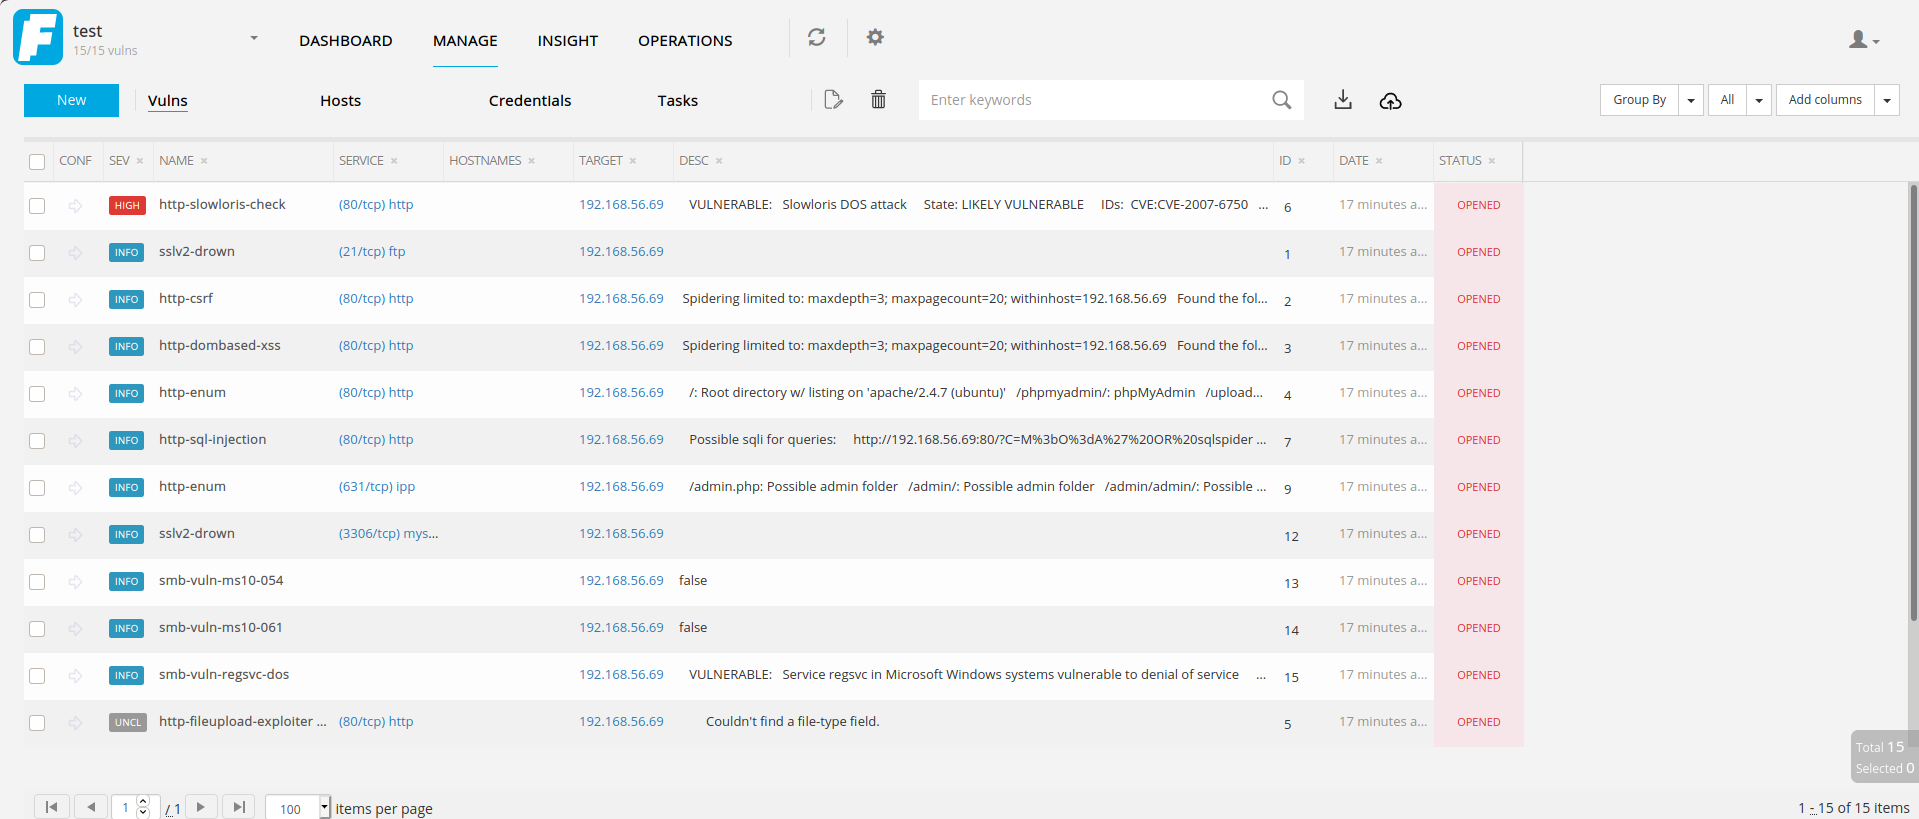 test
15/15 vulns
DASHBOARD MANAGE INSIGHT OPERATIONS
New Vulns Hosts Credentials Tasks Enter keywords Group By All Add columns
CONF SEV × NAME × SERVICE × HOSTNAMES × TARGET × DESC × ID × DATE × STATUS ×
HIGH http-slowloris-check (80/tcp) http 192.168.56.69 VULNERABLE: Slowloris DOS attack State: LIKELY VULNERABLE IDs: CVE:CVE-2007-6750 ... 6 17 minutes a... OPENED
INFO sslv2-drown (21/tcp) ftp 192.168.56.69 1 17 minutes a... OPENED
INFO http-csrf (80/tcp) http 192.168.56.69 Spidering limited to: maxdepth=3; maxpagecount=20; withinhost=192.168.56.69 Found the fol... 2 17 minutes a... OPENED
INFO http-dombased-xss (80/tcp) http 192.168.56.69 Spidering limited to: maxdepth=3; maxpagecount=20; withinhost=192.168.56.69 Found the fol... 3 17 minutes a... OPENED
INFO http-enum (80/tcp) http 192.168.56.69 /: Root directory w/ listing on 'apache/2.4.7 (ubuntu)' /phpmyadmin/: phpMyAdmin /upload... 4 17 minutes a... OPENED
INFO http-sql-injection (80/tcp) http 192.168.56.69 Possible sqli for queries: http://192.168.56.69:80/?C=M%3bO%3dA%27%20OR%20sqlspider ... 7 17 minutes a... OPENED
INFO http-enum (631/tcp) ipp 192.168.56.69 /admin.php: Possible admin folder /admin/: Possible admin folder /admin/admin/: Possible ... 9 17 minutes a... OPENED
INFO sslv2-drown (3306/tcp) mys... 192.168.56.69 12 17 minutes a... OPENED
INFO smb-vuln-ms10-054 192.168.56.69 false 13 17 minutes a... OPENED
INFO smb-vuln-ms10-061 192.168.56.69 false 14 17 minutes a... OPENED
INFO smb-vuln-regsvc-dos 192.168.56.69 VULNERABLE: Service regsvc in Microsoft Windows systems vulnerable to denial of service ... 15 17 minutes a... OPENED
UNCL http-fileupload-exploiter ... (80/tcp) http 192.168.56.69 Couldn't find a file-type field. 5 17 minutes a... OPENED
Total 15
Selected 0
1 / 1 100 items per page 1 - 15 of 15 items